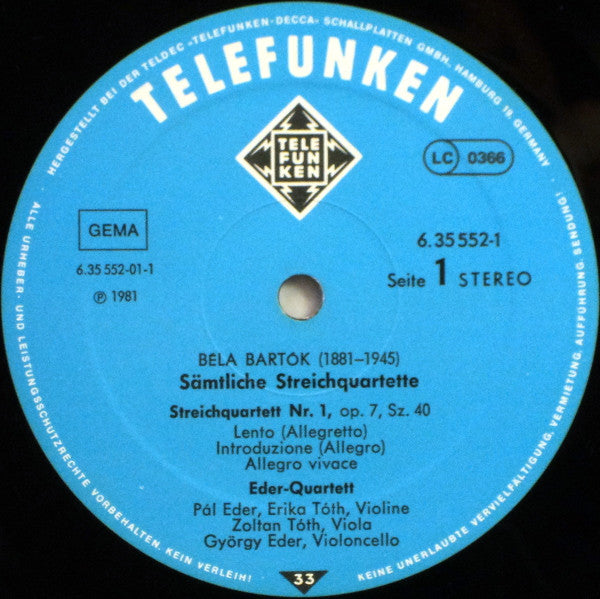 HERGESTELLT BEI DER TELDEC »TELEFUNKEN-DECCA« SCHALLPLATTEN GMBH, HAMBURG 19, GERMANY ·
TELEFUNKEN
TELE
FUN
KEN
LC 0366
GEMA
6.35 552-01-1
℗ 1981
6.35 552-1
Seite 1 STEREO
BÉLA BARTÓK (1881–1945)
Sämtliche Streichquartette
Streichquartett Nr. 1, op. 7, Sz. 40
Lento (Allegretto)
Introduzione (Allegro)
Allegro vivace
Eder-Quartett
Pál Eder, Erika Tóth, Violine
Zoltan Tóth, Viola
György Eder, Violoncello
33
ALLE URHEBER- UND LEISTUNGSSCHUTZRECHTE VORBEHALTEN. KEIN VERLEIH!
KEINE UNERLAUBTE VERVIELFÄLTIGUNG, VERMIETUNG, AUFFÜHRUNG, SENDUNG!